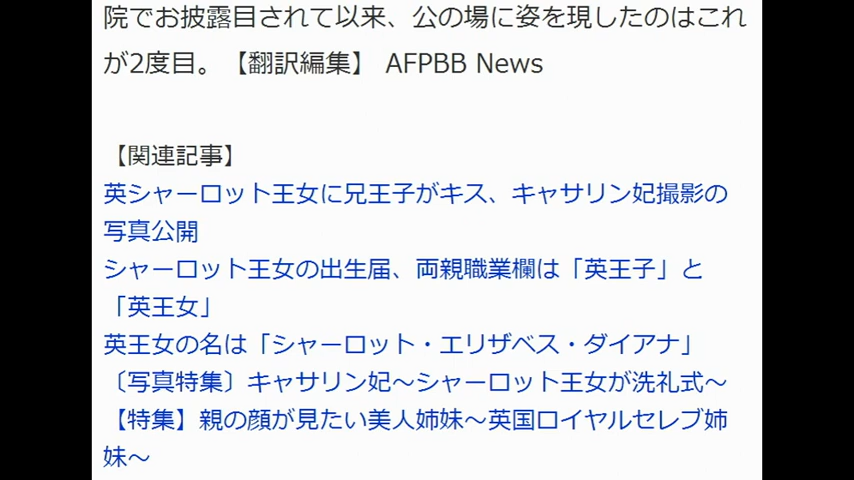 院でお披露目されて以来、公の場に姿を現したのはこれ
が2度目。【翻訳編集】 AFPBB News
【関連記事】
英シャーロット王女に兄王子がキス、キャサリン妃撮影の
写真公開
シャーロット王女の出生届、両親職業欄は「英王子」と
「英王女」
英王女の名は「シャーロット・エリザベス・ダイアナ」
〔写真特集〕キャサリン妃～シャーロット王女が洗礼式～
【特集】親の顔が見たい美人姉妹～英国ロイヤルセレブ姉
妹～